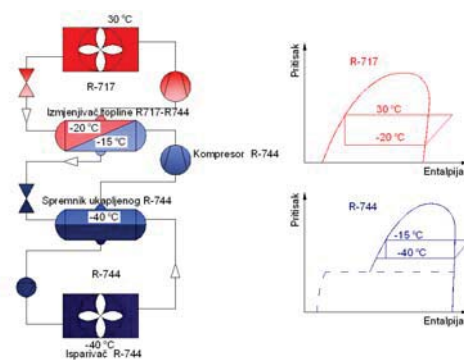 30 °C
R-717
Izmjenjivač topline R717-R744
-20 °C
-15 °C
Kompresor R-744
Spremnik ukapljenog R-744
-40 °C
R-744
-40 °C
Isparivač R-744
Pritisak
R-717
30 °C
-20 °C
Entalpija
Pritisak
R-744
-15 °C
-40 °C
Entalpija